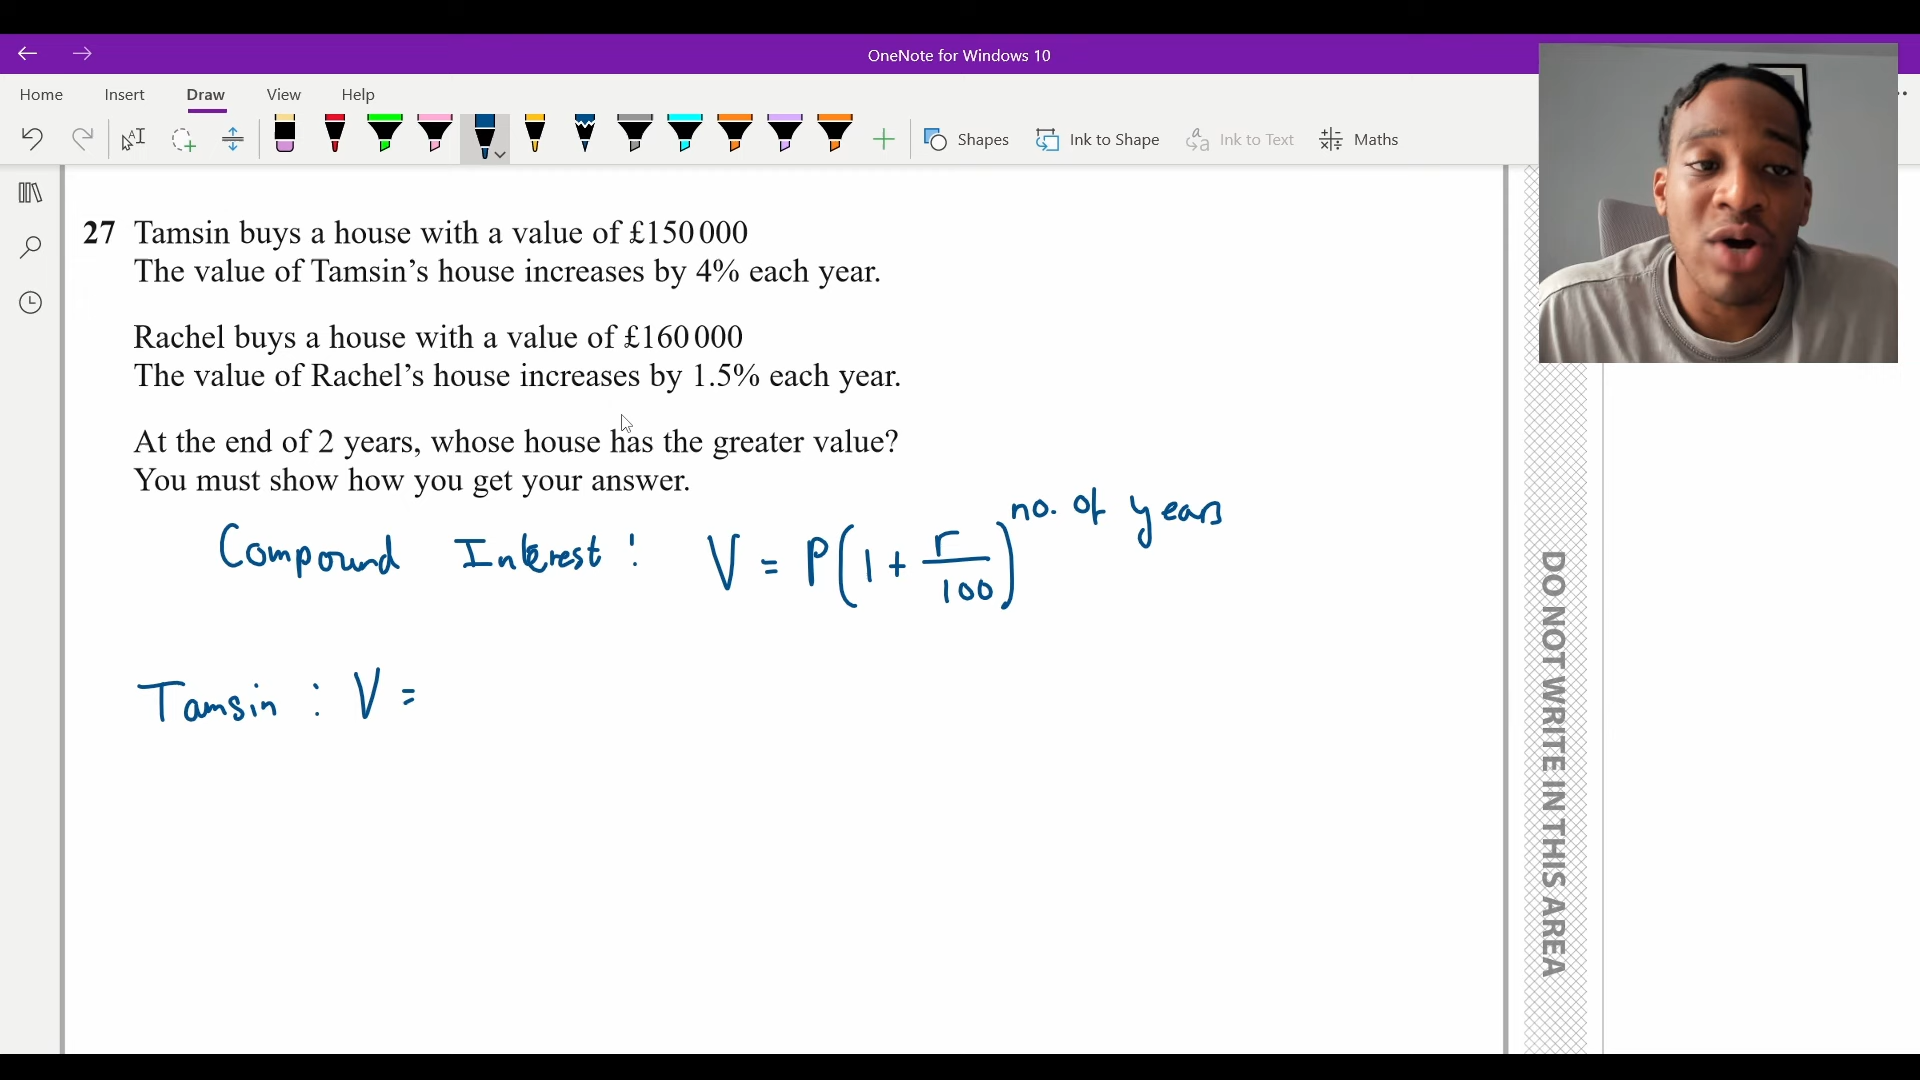 OneNote for Windows 10
Home Insert Draw View Help
Shapes Ink to Shape Ink to Text Maths
27 Tamsin buys a house with a value of £150 000
The value of Tamsin's house increases by 4% each year.
Rachel buys a house with a value of £160 000
The value of Rachel's house increases by 1.5% each year.
At the end of 2 years, whose house has the greater value?
You must show how you get your answer.
Compound Interest : V = P(1 + r/100)^no. of years
Tamsin : V =
DO NOT WRITE IN THIS AREA